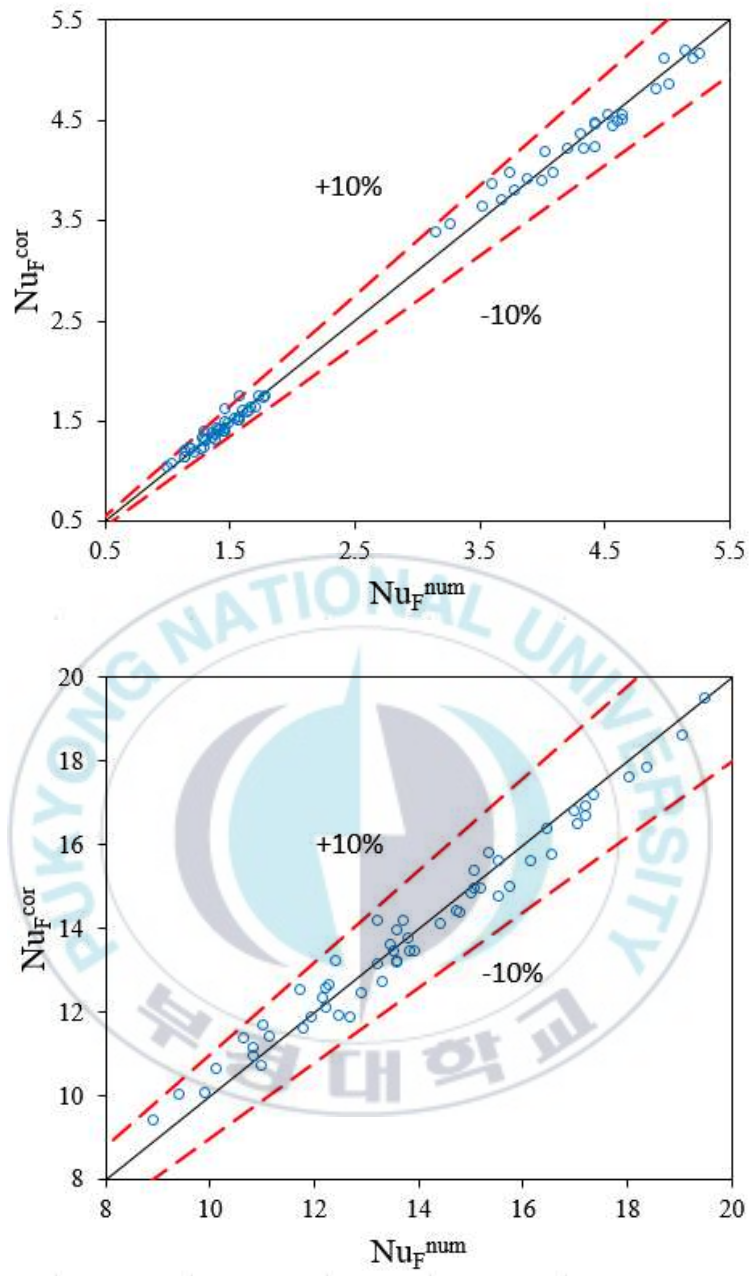 5.5
4.5
3.5
2.5
1.5
0.5
Nu_F^cor
+10%
-10%
0.5 1.5 2.5 3.5 4.5 5.5
Nu_F^num
PUKYONG NATIONAL UNIVERSITY
20
18
16
14
12
10
8
Nu_F^cor
+10%
-10%
부경대학교
8 10 12 14 16 18 20
Nu_F^num